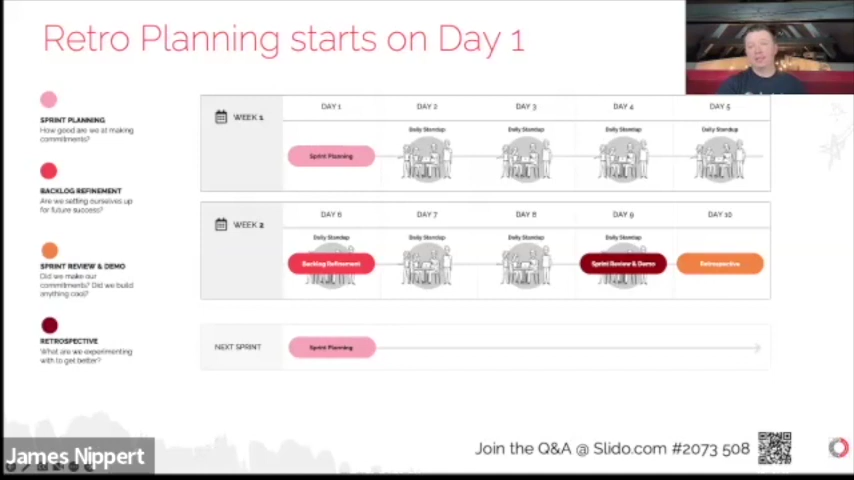 Retro Planning starts on Day 1
SPRINT PLANNING
How good are we at making
commitments?
BACKLOG REFINEMENT
Are we setting ourselves up
for future success?
SPRINT REVIEW & DEMO
Did we make our
commitments? Did we build
anything cool?
RETROSPECTIVE
What are we experimenting
with to get better?
WEEK 1
DAY 1
DAY 2
DAY 3
DAY 4
DAY 5
Sprint Planning
Daily Standup
Daily Standup
Daily Standup
Daily Standup
WEEK 2
DAY 6
DAY 7
DAY 8
DAY 9
DAY 10
Daily Standup
Daily Standup
Daily Standup
Daily Standup
Backlog Refinement
Sprint Review & Demo
Retrospective
NEXT SPRINT
Sprint Planning
Join the Q&A @ Slido.com #2073 508
James Nippert